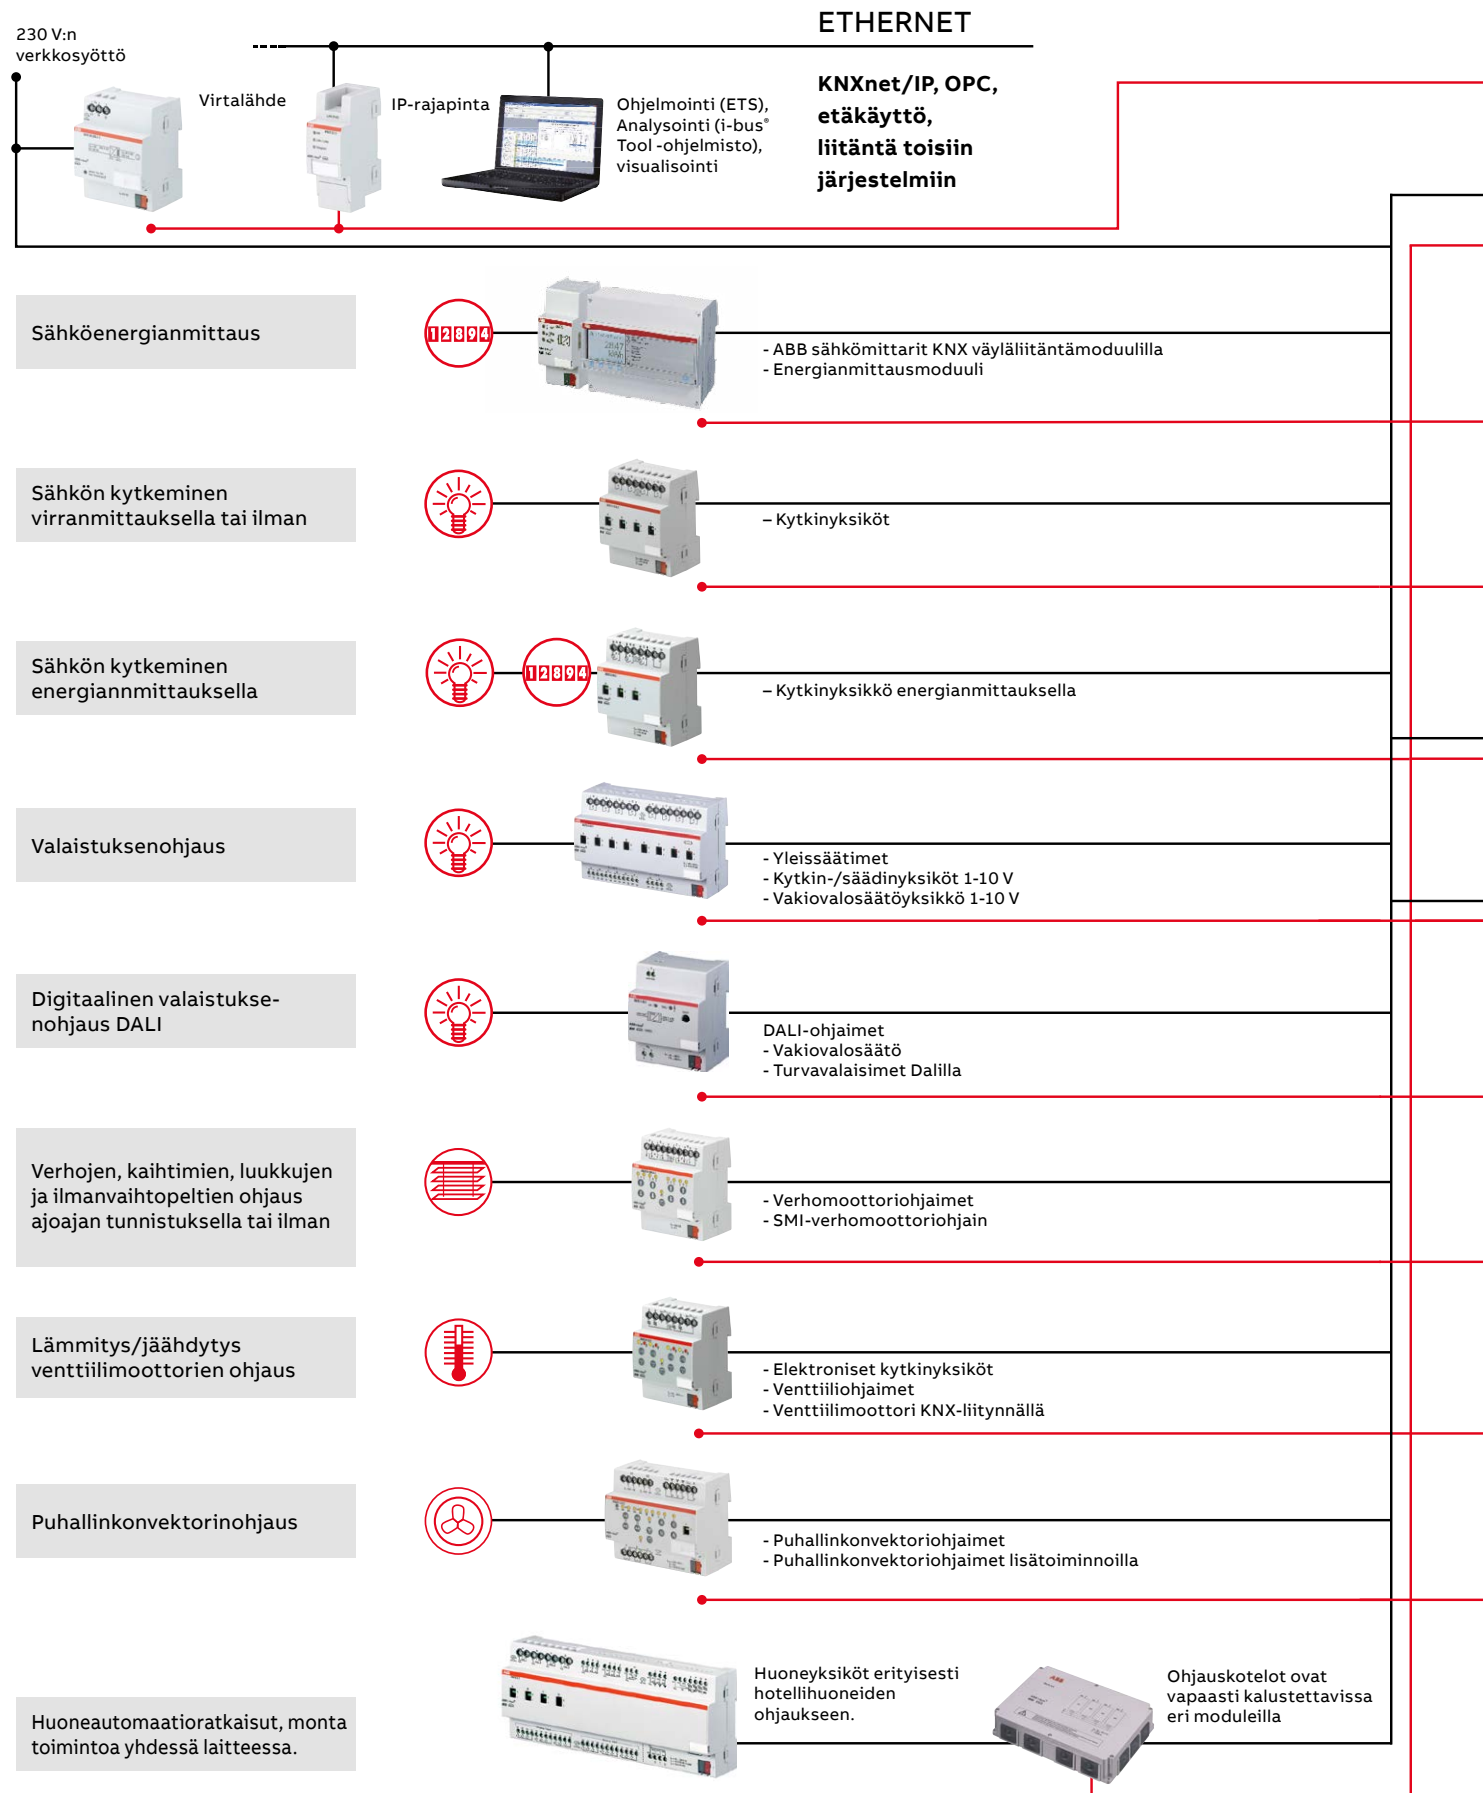 ETHERNET
230 V:n
verkkosyöttö
Virtalähde
IP-rajapinta
Ohjelmointi (ETS),
Analysointi (i-bus®
Tool -ohjelmisto),
visualisointi
KNXnet/IP, OPC,
etäkäyttö,
liitäntä toisiin
järjestelmiin
Sähköenergianmittaus
12894
- ABB sähkömittarit KNX väyläliitäntämoduulilla
- Energianmittausmoduuli
Sähkön kytkeminen
virranmittauksella tai ilman
– Kytkinyksiköt
Sähkön kytkeminen
energiannmittauksella
12894
– Kytkinyksikkö energianmittauksella
Valaistuksenohjaus
- Yleissäätimet
- Kytkin-/säädinyksiköt 1-10 V
- Vakiovalosäätöyksikkö 1-10 V
Digitaalinen valaistukse-
nohjaus DALI
DALI-ohjaimet
- Vakiovalosäätö
- Turvavalaisimet Dalilla
Verhojen, kaihtimien, luukkujen
ja ilmanvaihtopeltien ohjaus
ajoajan tunnistuksella tai ilman
- Verhomoottoriohjaimet
- SMI-verhomoottoriohjain
Lämmitys/jäähdytys
venttiilimoottorien ohjaus
- Elektroniset kytkinyksiköt
- Venttiiliohjaimet
- Venttiilimoottori KNX-liitynnällä
Puhallinkonvektorinohjaus
- Puhallinkonvektoriohjaimet
- Puhallinkonvektoriohjaimet lisätoiminnoilla
Huoneautomaatioratkaisut, monta
toimintoa yhdessä laitteessa.
Huoneyksiköt erityisesti
hotellihuoneiden
ohjaukseen.
ABB
Ohjauskotelot ovat
vapaasti kalustettavissa
eri moduleilla